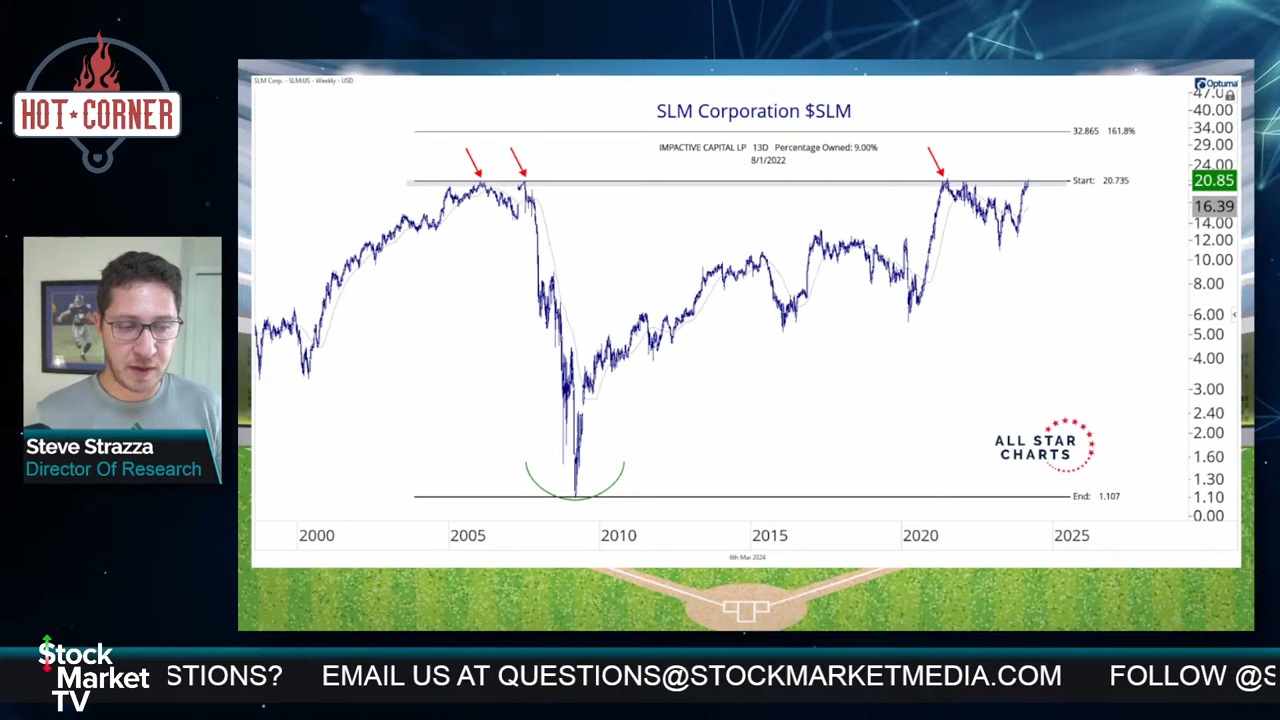 HOT★CORNER
SLM Corp. - SLM:US - Weekly - USD
Optuma
SLM Corporation $SLM
32.865 161.8%
IMPACTIVE CAPITAL LP 13D Percentage Owned: 9.00%
8/1/2022
Start: 20.735
47.0
40.00
34.00
29.00
24.00
20.85
16.39
14.00
12.00
10.00
8.00
6.00
5.00
4.00
3.00
2.40
2.00
1.60
1.30
1.10
0.00
ALL STAR
CHARTS
End: 1.107
2000 2005 2010 2015 2020 2025
6th Mar 2024
Steve Strazza
Director Of Research
Stock
Market
TV
STIONS? EMAIL US AT QUESTIONS@STOCKMARKETMEDIA.COM FOLLOW @S